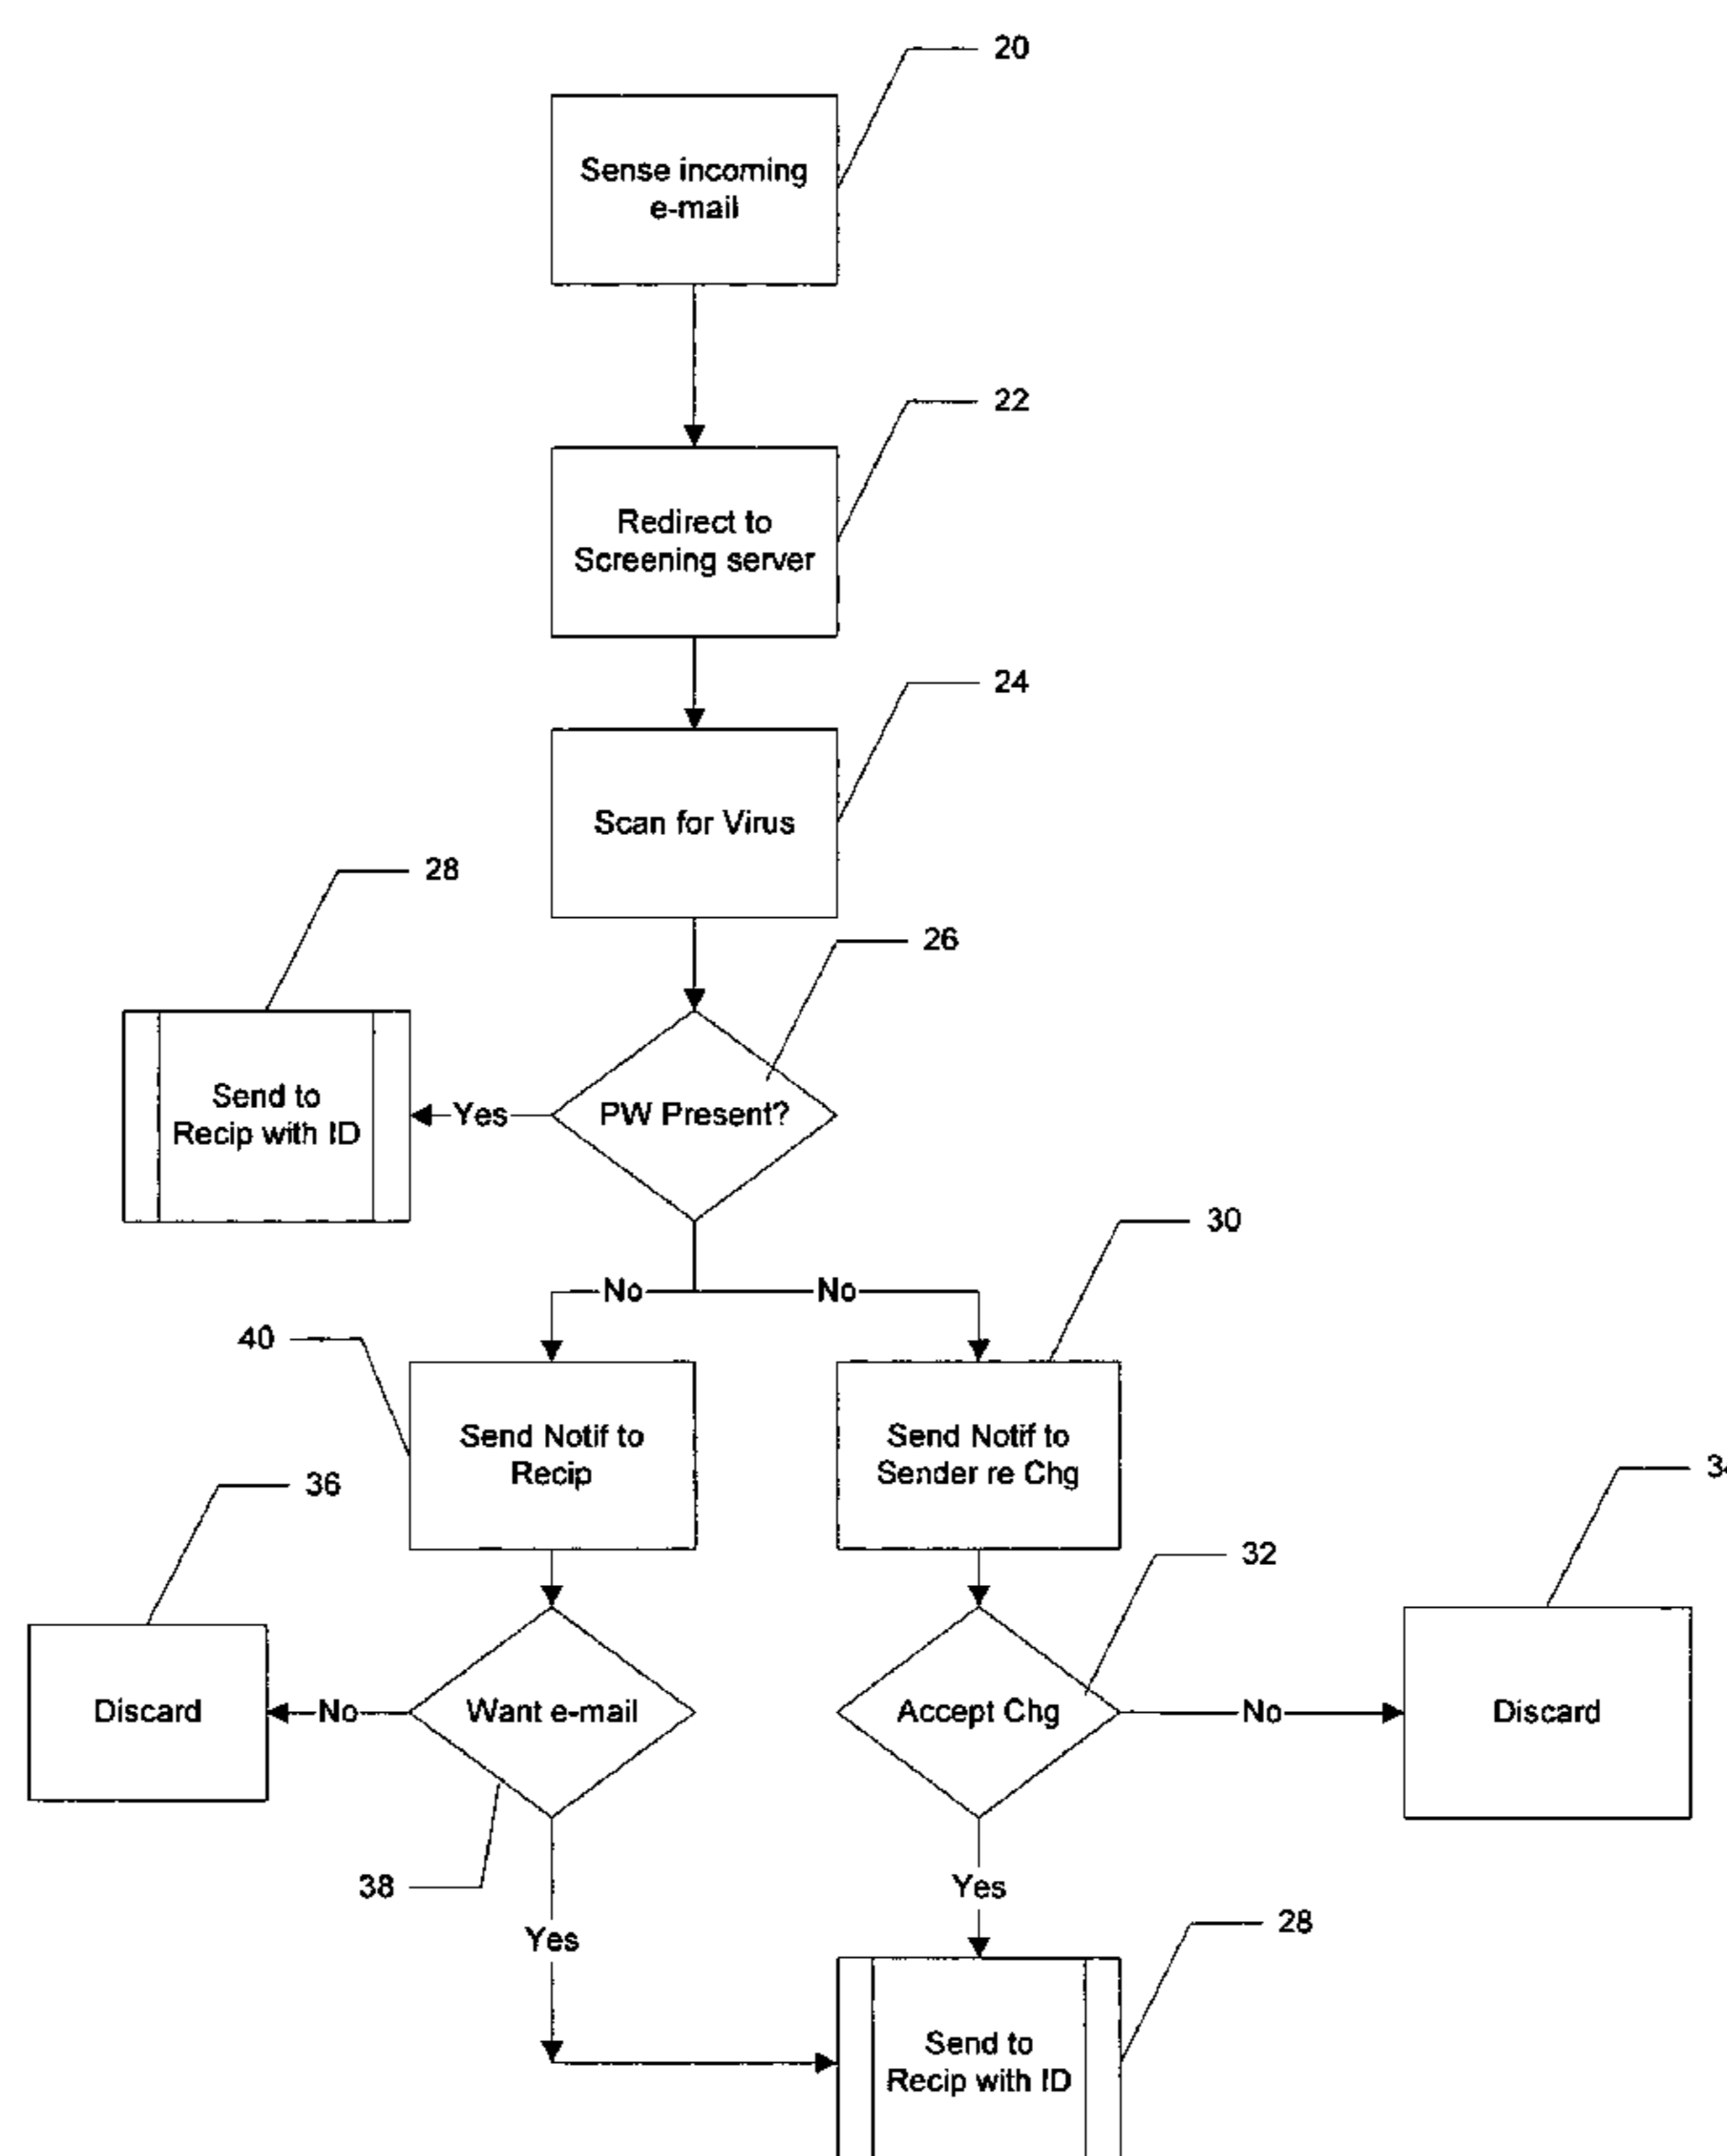 20
Sense incoming
e-mail
22
Redirect to
Screening server
24
Scan for Virus
28
26
Send to
Recip with ID
Yes
PW Present?
30
No
No
40
Send Notif to
Recip
Send Notif to
Sender re Chg
36
32
Discard
No
Want e-mail
Accept Chg
No
Discard
38
Yes
Yes
28
Send to
Recip with ID